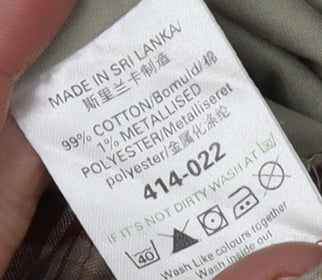 MADE IN SRI LANKA/
斯里兰卡制造
99% COTTON/Bomuld/棉
1% METALLISED
POLYESTER/Metalliseret
polyester/金属化涤纶
414-022
IF IT'S NOT DIRTY WASH AT 30
40
Wash Like colours together
Wash inside out